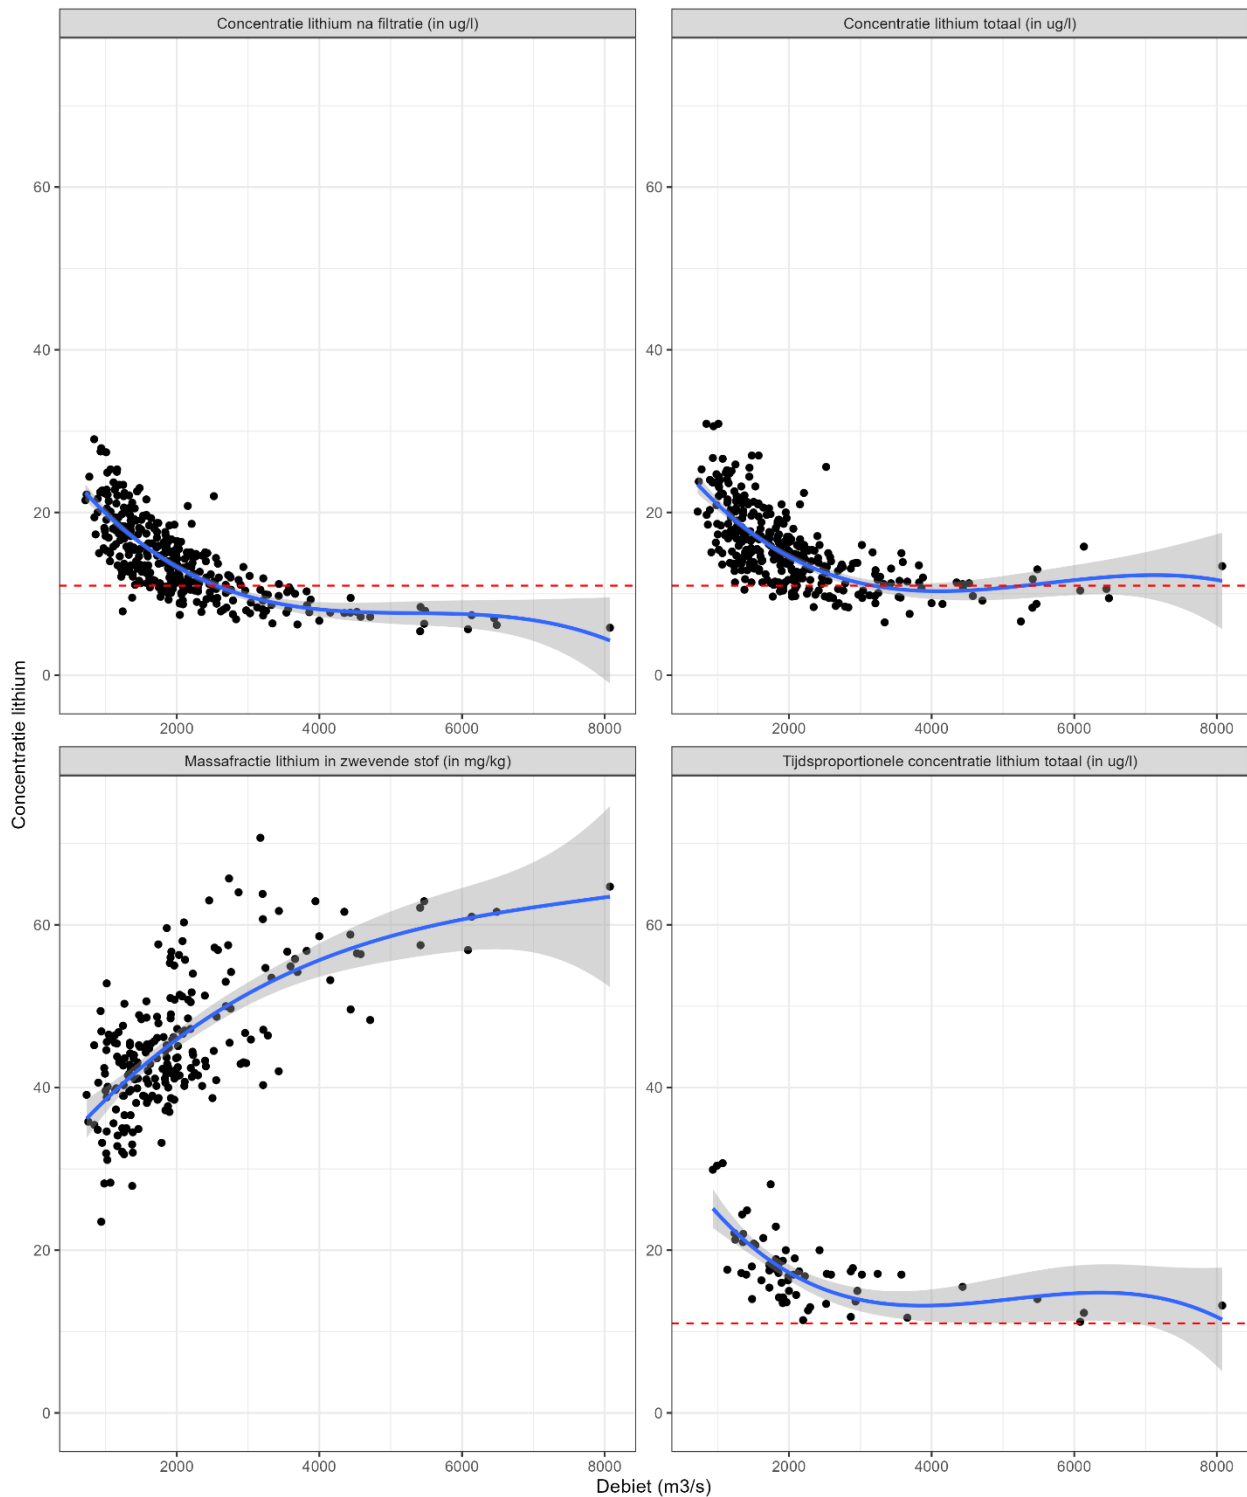 Concentratie lithium na filtratie (in ug/l)
Concentratie lithium totaal (in ug/l)
60
40
20
0
2000 4000 6000 8000
60
40
20
0
2000 4000 6000 8000
Concentratie lithium
Massafractie lithium in zwevende stof (in mg/kg)
Tijdsproportionele concentratie lithium totaal (in ug/l)
60
40
20
0
2000 4000 6000 8000
60
40
20
0
2000 4000 6000 8000
Debiet (m3/s)